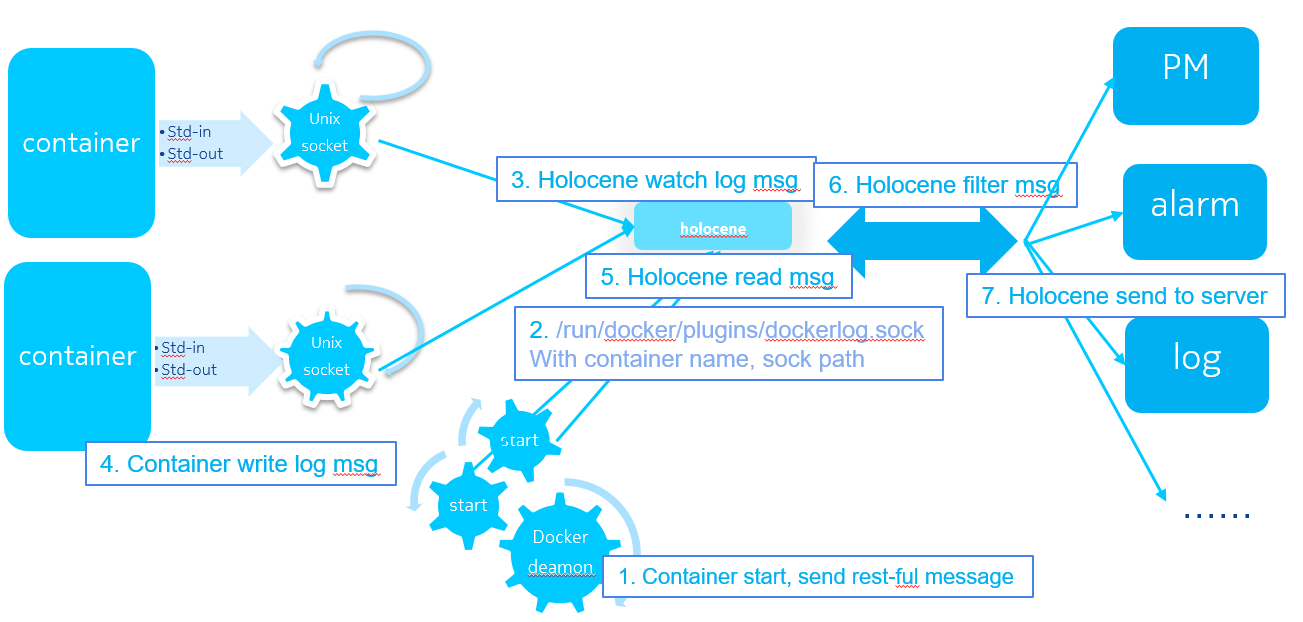 PM
container
• Std-in
• Std-out
Unix
socket
3. Holocene watch log msg
6. Holocene filter msg
alarm
holocene
5. Holocene read msg
7. Holocene send to server
2. /run/docker/plugins/dockerlog.sock
With container name, sock path
container
• Std-in
• Std-out
Unix
socket
log
4. Container write log msg
start
start
Docker
deamon
1. Container start, send rest-ful message
......